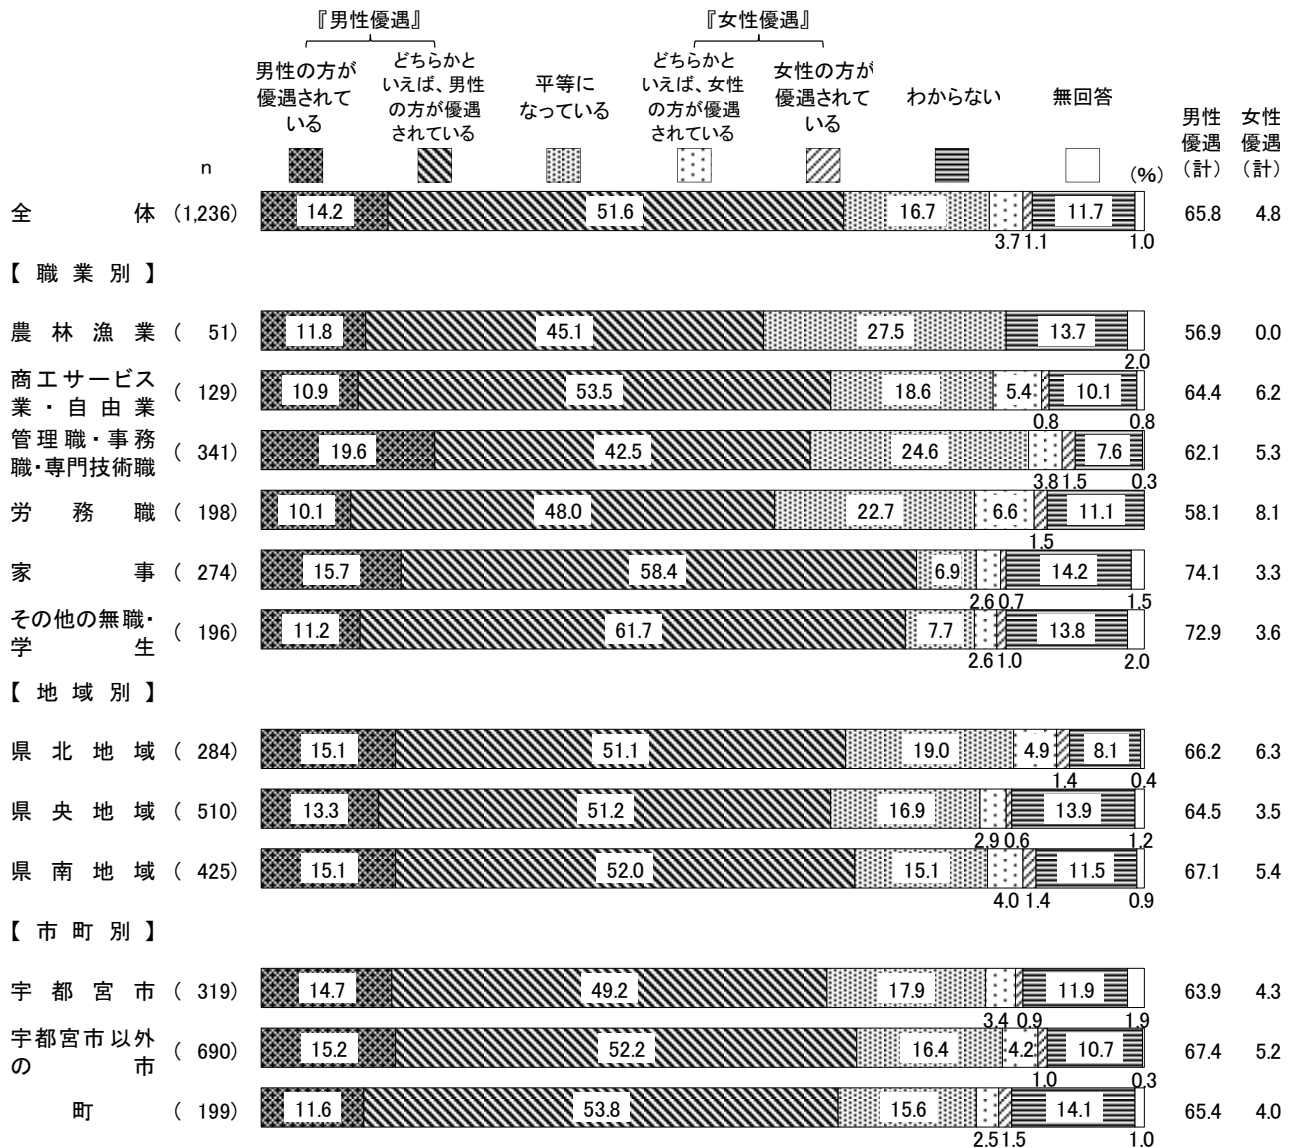 『男性優遇』 『女性優遇』
男性の方が優遇されている
どちらかといえば、男性の方が優遇されている
平等になっている
どちらかといえば、女性の方が優遇されている
女性の方が優遇されている
わからない
無回答
男性優遇(計)
女性優遇(計)
n (%)
全体 (1,236) 14.2 51.6 16.7 3.7 1.1 11.7 1.0 65.8 4.8
【職業別】
農林漁業 (51) 11.8 45.1 27.5 13.7 2.0 56.9 0.0
商工サービス業・自由業 (129) 10.9 53.5 18.6 5.4 0.8 10.1 0.8 64.4 6.2
管理職・事務職・専門技術職 (341) 19.6 42.5 24.6 3.8 1.5 7.6 0.3 62.1 5.3
労務職 (198) 10.1 48.0 22.7 6.6 1.5 11.1 58.1 8.1
家事 (274) 15.7 58.4 6.9 2.6 0.7 14.2 1.5 74.1 3.3
その他の無職・学生 (196) 11.2 61.7 7.7 2.6 1.0 13.8 2.0 72.9 3.6
【地域別】
県北地域 (284) 15.1 51.1 19.0 4.9 1.4 8.1 0.4 66.2 6.3
県央地域 (510) 13.3 51.2 16.9 2.9 0.6 13.9 1.2 64.5 3.5
県南地域 (425) 15.1 52.0 15.1 4.0 1.4 11.5 0.9 67.1 5.4
【市町別】
宇都宮市 (319) 14.7 49.2 17.9 3.4 0.9 11.9 1.9 63.9 4.3
宇都宮市以外の市 (690) 15.2 52.2 16.4 4.2 1.0 10.7 0.3 67.4 5.2
町 (199) 11.6 53.8 15.6 2.5 1.5 14.1 1.0 65.4 4.0